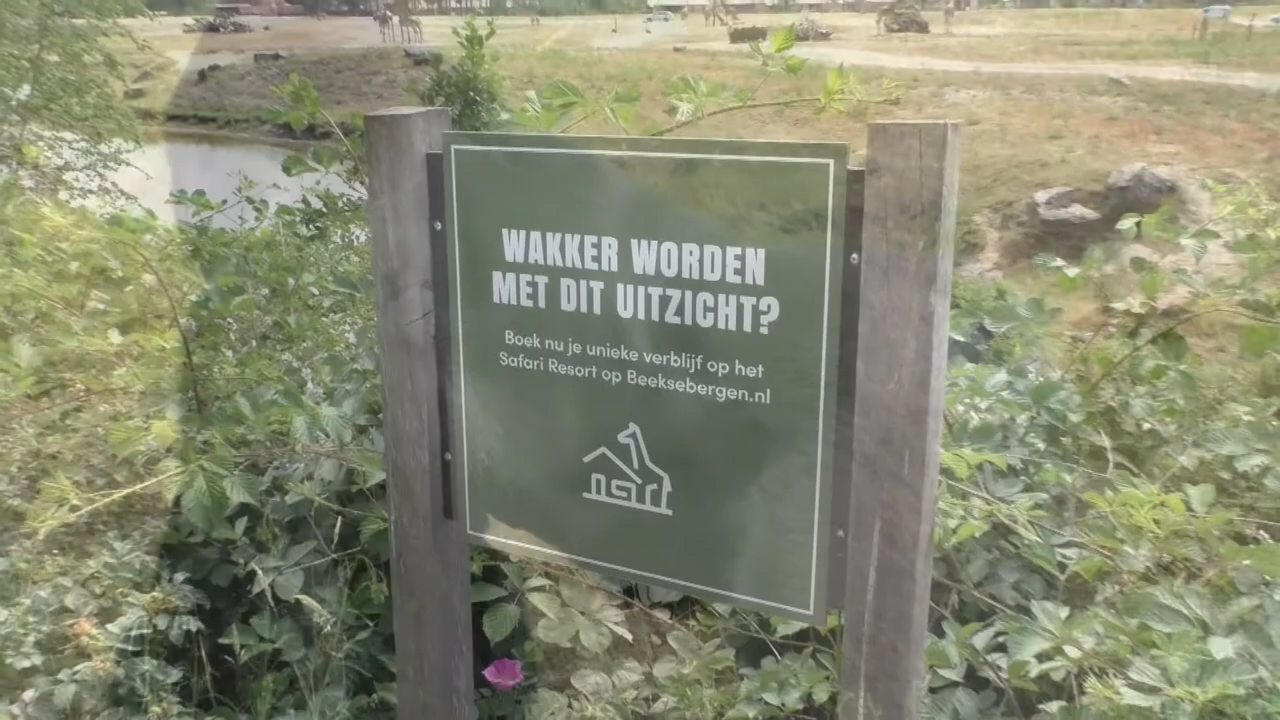 WAKKER WORDEN
MET DIT UITZICHT?
Boek nu je unieke verblijf op het
Safari Resort op Beeksebergen.nl